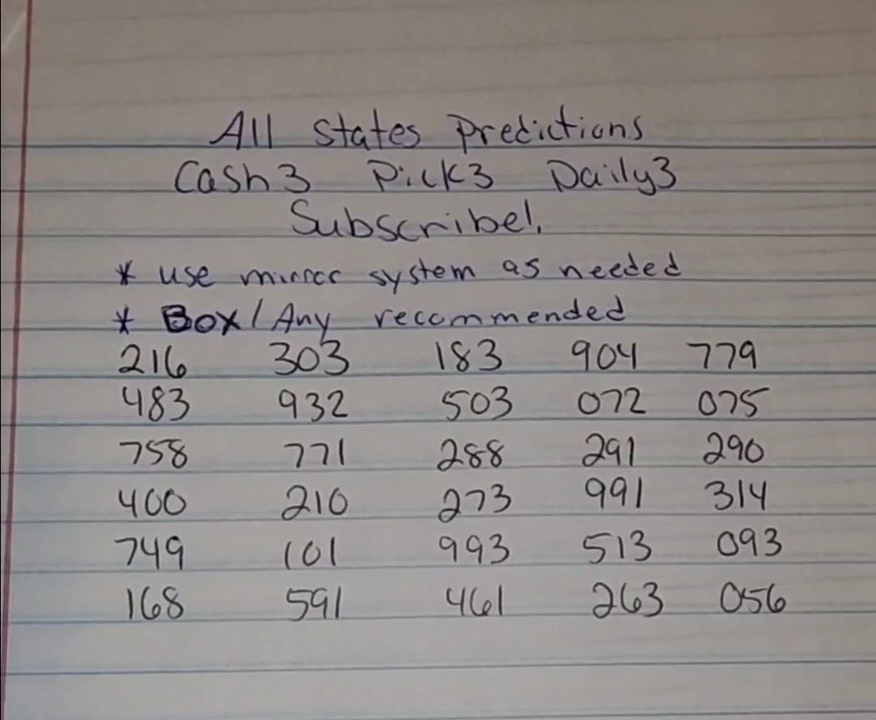 All states predictions
Cash3 Pick3 Daily3
Subscribe!
* use mirror system as needed
* Box/Any recommended
216 303 183 904 779
483 932 503 072 075
758 771 288 291 290
400 210 273 991 314
749 101 993 513 093
168 591 461 263 056